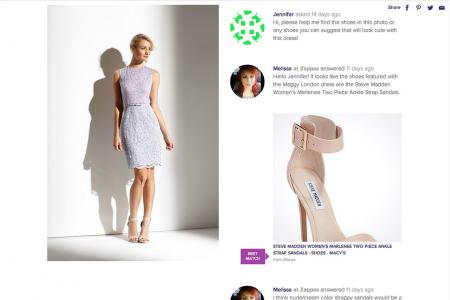 Share
Jennifer asked 14 days ago
Hi, please help me find the shoes in this photo or
any shoes you can suggest that will look cute with
this dress!
Melissa at Zappos answered 11 days ago
Hello Jennifer! It looks like the shoes featured with
the Maggy London dress are the Steve Madden
Women's Marlenee Two Piece Ankle Strap Sandals.
STEVE MADDEN
BEST
MATCH
STEVE MADDEN WOMEN'S MARLENEE TWO PIECE ANKLE
STRAP SANDALS - SHOES - MACY'S
from Macys
Melissa at Zappos answered 11 days ago
I think nude/cream color strappy sandals would be a